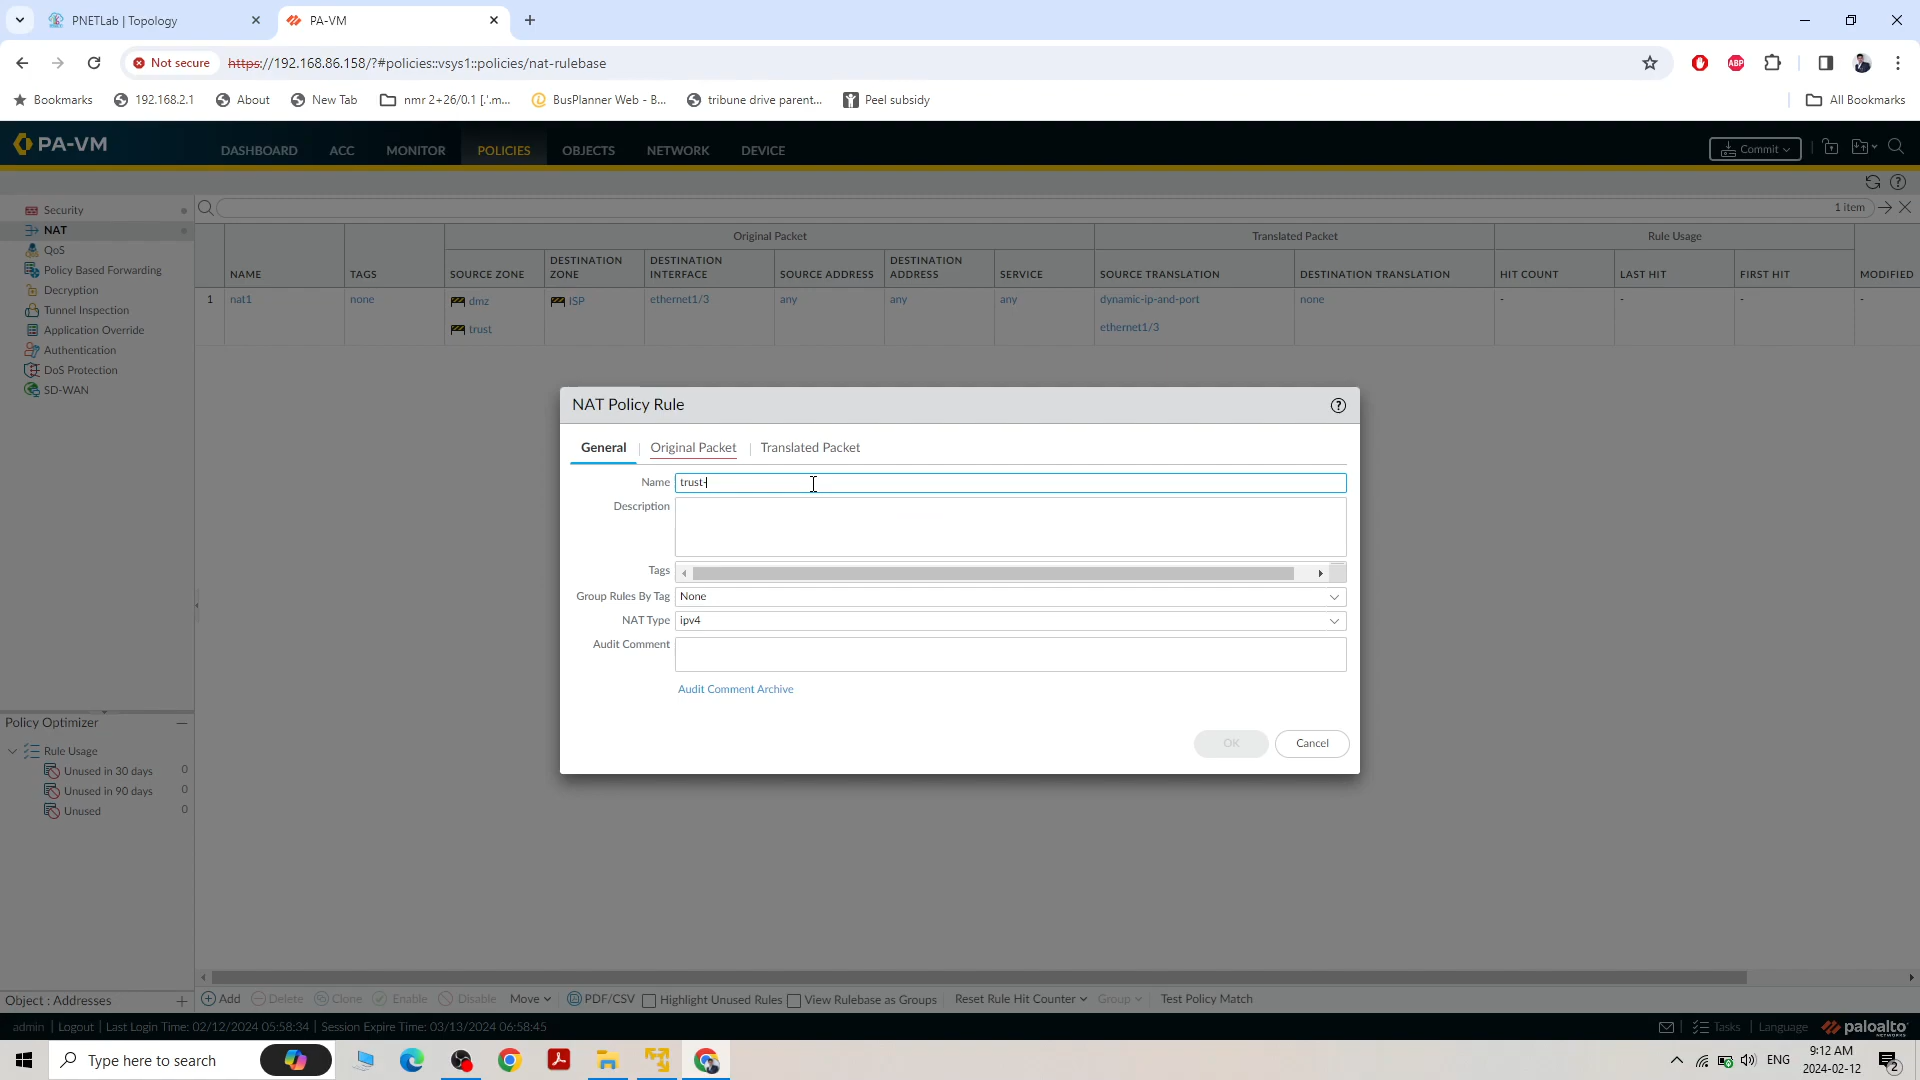 PNETLab | Topology
PA-VM
Not secure
https://192.168.86.158/?#policies::vsys1::policies/nat-rulebase
ABP
Bookmarks
192.168.2.1
About
New Tab
nmr 2+26/0.1 [.'.m...
BusPlanner Web - B...
tribune drive parent...
Peel subsidy
All Bookmarks
PA-VM
DASHBOARD
ACC
MONITOR
POLICIES
OBJECTS
NETWORK
DEVICE
Commit
Security
NAT
QoS
Policy Based Forwarding
Decryption
Tunnel Inspection
Application Override
Authentication
DoS Protection
SD-WAN
1 item
Original Packet
Translated Packet
Rule Usage
NAME
TAGS
SOURCE ZONE
DESTINATION ZONE
DESTINATION INTERFACE
SOURCE ADDRESS
DESTINATION ADDRESS
SERVICE
SOURCE TRANSLATION
DESTINATION TRANSLATION
HIT COUNT
LAST HIT
FIRST HIT
MODIFIED
1
nat1
none
dmz
trust
ISP
ethernet1/3
any
any
any
dynamic-ip-and-port
ethernet1/3
none
-
-
-
-
NAT Policy Rule
General
Original Packet
Translated Packet
Name
trust-
Description
Tags
Group Rules By Tag
None
NAT Type
ipv4
Audit Comment
Audit Comment Archive
OK
Cancel
Policy Optimizer
Rule Usage
Unused in 30 days
0
Unused in 90 days
0
Unused
0
Object : Addresses
Add
Delete
Clone
Enable
Disable
Move
PDF/CSV
Highlight Unused Rules
View Rulebase as Groups
Reset Rule Hit Counter
Group
Test Policy Match
admin | Logout | Last Login Time: 02/12/2024 05:58:34 | Session Expire Time: 03/13/2024 06:58:45
Tasks
Language
paloalto
NETWORKS
Type here to search
ENG
9:12 AM
2024-02-12
2